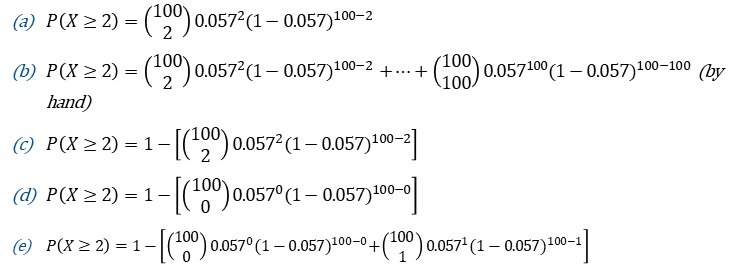 (a) P(X ≥ 2) = (100 2) 0.057²(1 − 0.057)¹⁰⁰⁻²
(b) P(X ≥ 2) = (100 2) 0.057²(1 − 0.057)¹⁰⁰⁻² + ⋯ + (100 100) 0.057¹⁰⁰(1 − 0.057)¹⁰⁰⁻¹⁰⁰ (by
hand)
(c) P(X ≥ 2) = 1 − [(100 2) 0.057²(1 − 0.057)¹⁰⁰⁻²]
(d) P(X ≥ 2) = 1 − [(100 0) 0.057⁰(1 − 0.057)¹⁰⁰⁻⁰]
(e) P(X ≥ 2) = 1 − [(100 0) 0.057⁰(1 − 0.057)¹⁰⁰⁻⁰ + (100 1) 0.057¹(1 − 0.057)¹⁰⁰⁻¹]